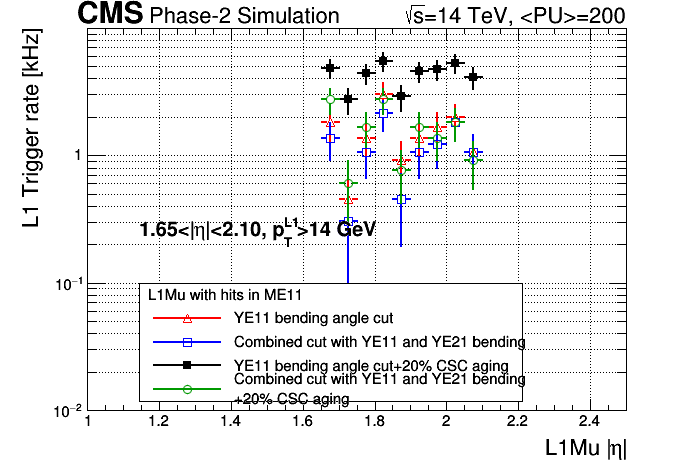 CMS Phase-2 Simulation √s=14 TeV, <PU>=200
L1 Trigger rate [kHz]
1
10⁻¹
10⁻²
1.65<|η|<2.10, p_T^L1>14 GeV
L1Mu with hits in ME11
YE11 bending angle cut
Combined cut with YE11 and YE21 bending
YE11 bending angle cut+20% CSC aging
Combined cut with YE11 and YE21 bending
+20% CSC aging
1 1.2 1.4 1.6 1.8 2 2.2 2.4
L1Mu |η|